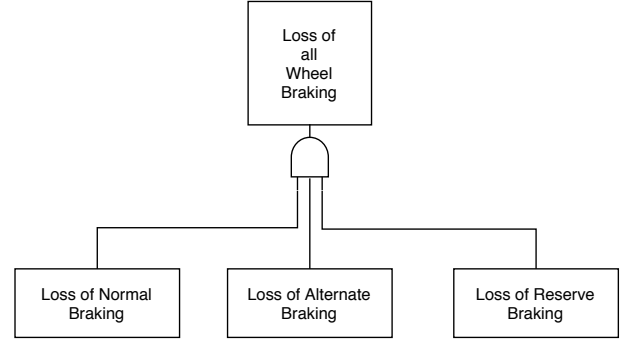 Loss of
all
Wheel
Braking
Loss of Normal
Braking
Loss of Alternate
Braking
Loss of Reserve
Braking